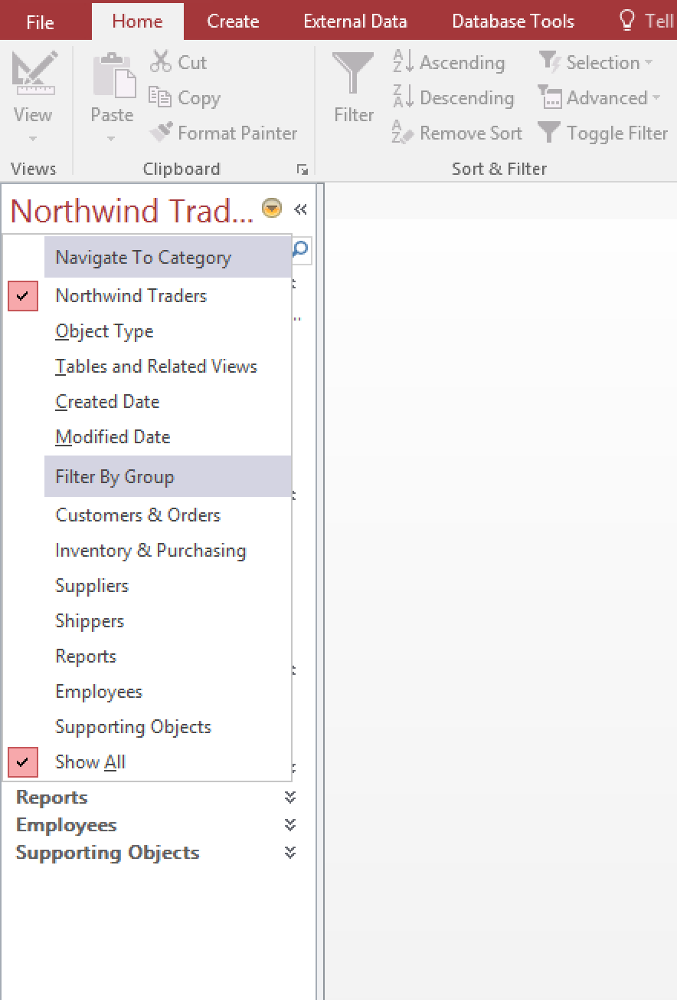 File Home Create External Data Database Tools Tell
View Paste Cut Copy Format Painter Filter Ascending Descending Remove Sort Selection Advanced Toggle Filter
Views Clipboard Sort & Filter
Northwind Trad...
Navigate To Category
Northwind Traders
Object Type
Tables and Related Views
Created Date
Modified Date
Filter By Group
Customers & Orders
Inventory & Purchasing
Suppliers
Shippers
Reports
Employees
Supporting Objects
Show All
Reports
Employees
Supporting Objects